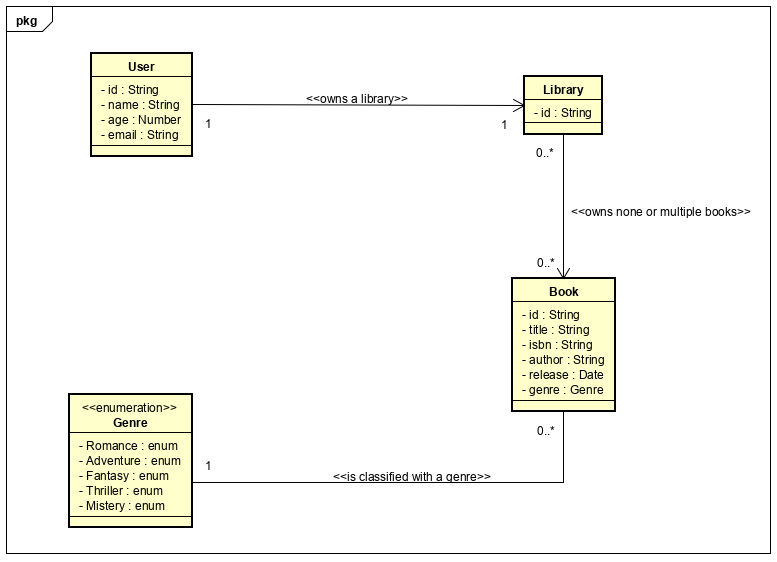 pkg
User
- id : String
- name : String
- age : Number
- email : String
<<owns a library>>
1
1
Library
- id : String
0..*
<<owns none or multiple books>>
0..*
Book
- id : String
- title : String
- isbn : String
- author : String
- release : Date
- genre : Genre
0..*
<<is classified with a genre>>
1
<<enumeration>>
Genre
- Romance : enum
- Adventure : enum
- Fantasy : enum
- Thriller : enum
- Mistery : enum